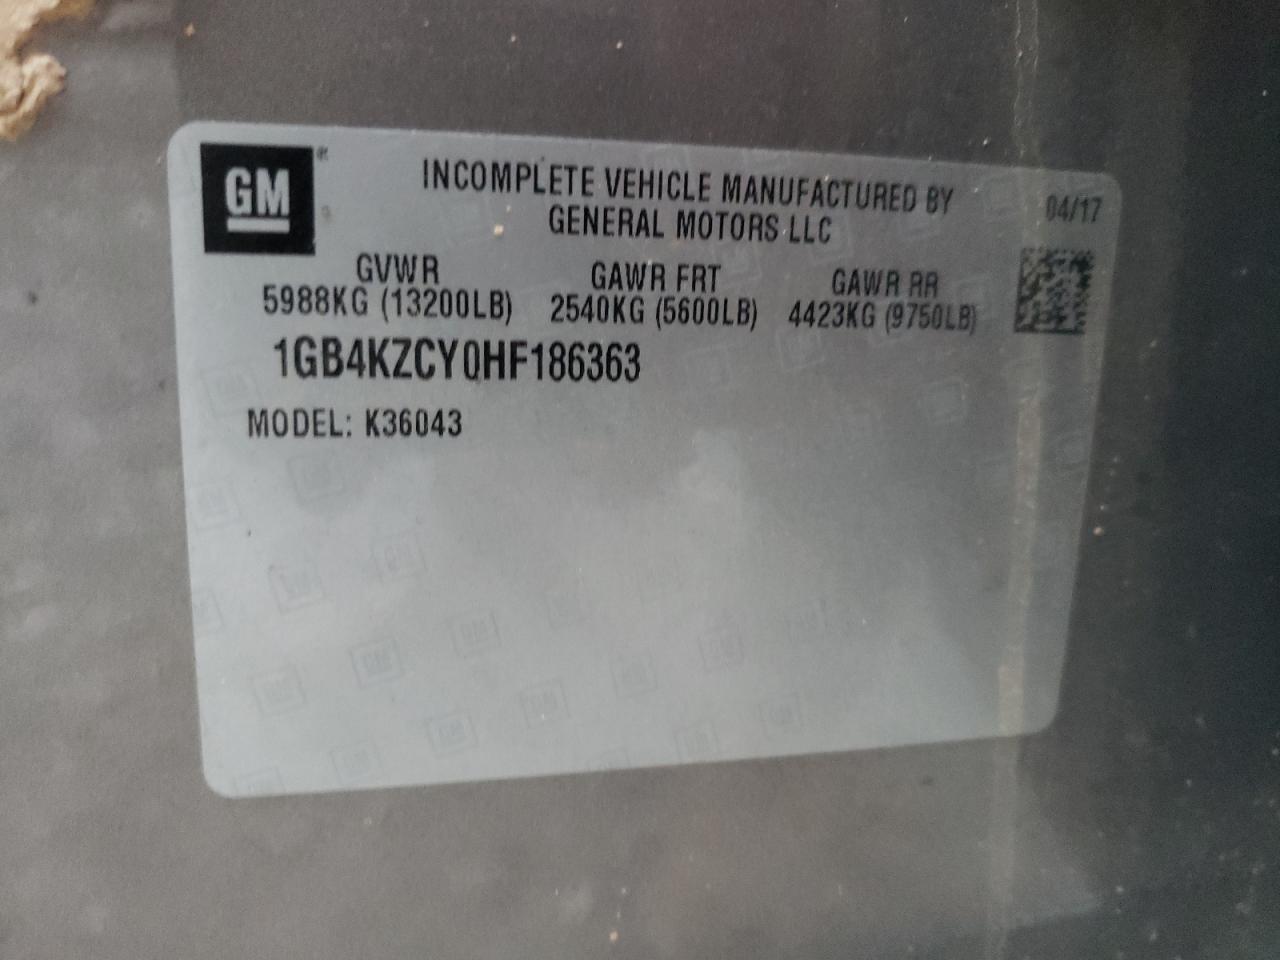 GM
INCOMPLETE VEHICLE MANUFACTURED BY
GENERAL MOTORS LLC
04/17
GVWR GAWR FRT GAWR RR
5988KG (13200LB) 2540KG (5600LB) 4423KG (9750LB)
1GB4KZCY0HF186363
MODEL: K36043